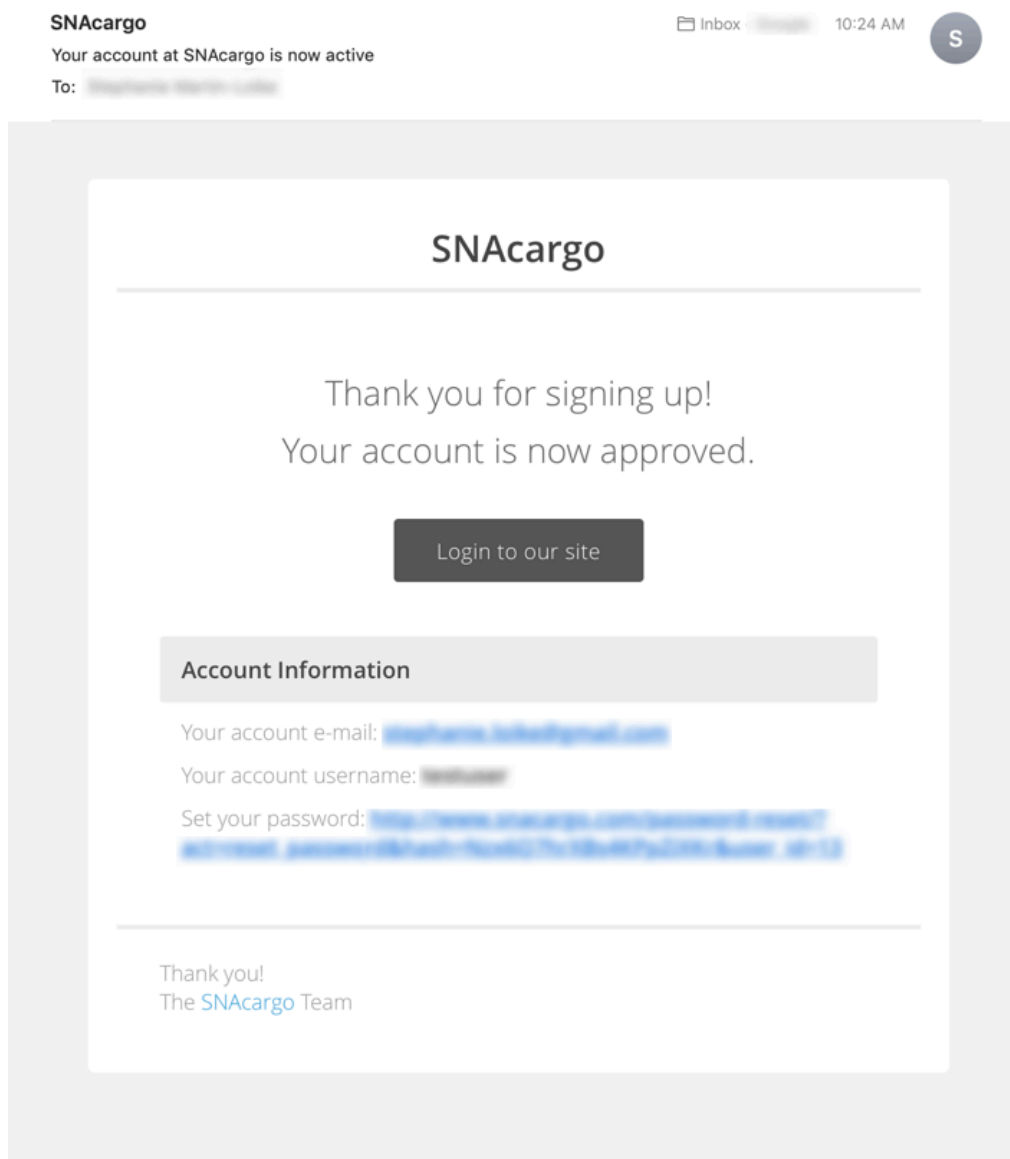 SNAcargo
Inbox
10:24 AM
S
Your account at SNAcargo is now active
To:
SNAcargo
Thank you for signing up!
Your account is now approved.
Login to our site
Account Information
Your account e-mail:
Your account username:
Set your password:
Thank you!
The SNAcargo Team